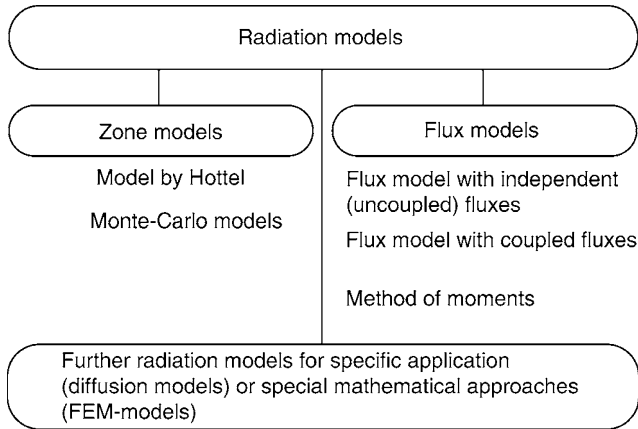 Radiation models
Zone models
Model by Hottel
Monte-Carlo models
Flux models
Flux model with independent
(uncoupled) fluxes
Flux model with coupled fluxes
Method of moments
Further radiation models for specific application
(diffusion models) or special mathematical approaches
(FEM-models)